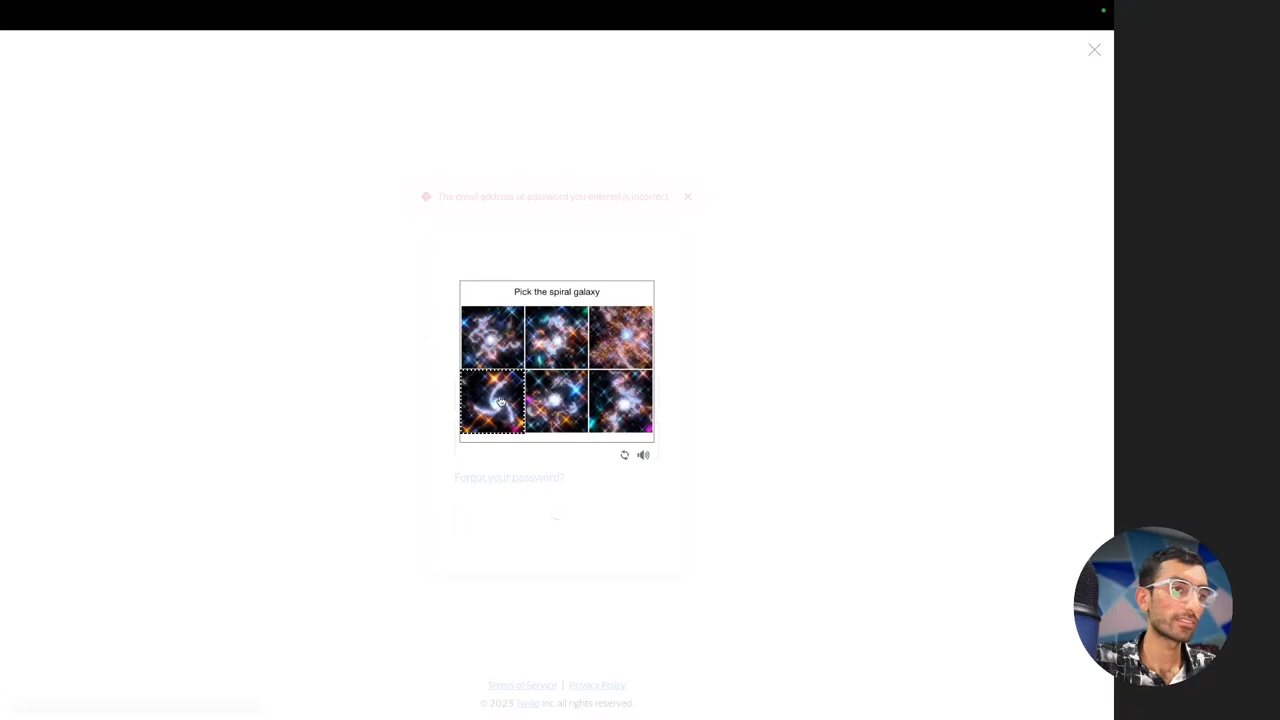 The email address or password you entered is incorrect
Pick the spiral galaxy
Forgot your password?
Terms of Service | Privacy Policy
© 2023 Twilio Inc. all rights reserved.